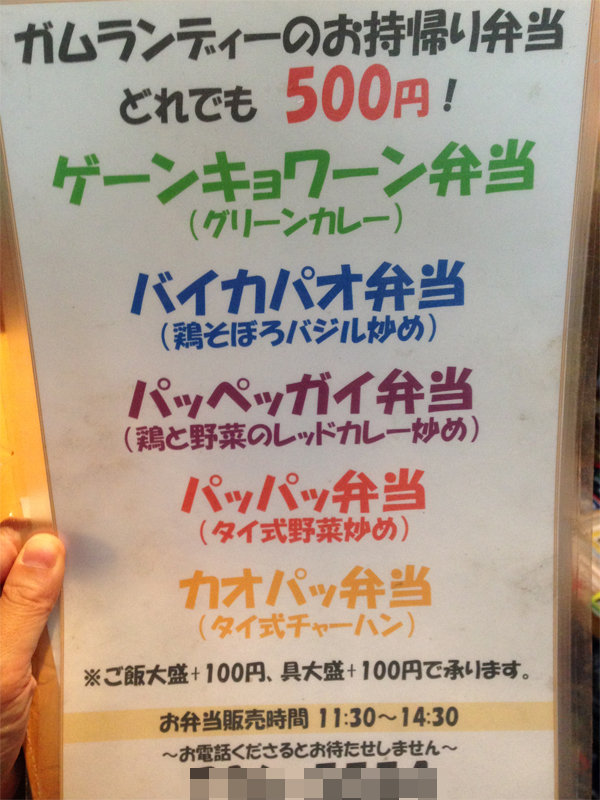 ガムランディーのお持帰り弁当
どれでも 500円!
ゲーンキョワーン弁当
(グリーンカレー)
バイカパオ弁当
(鶏そぼろバジル炒め)
パッペッガイ弁当
(鶏と野菜のレッドカレー炒め)
パッパッ弁当
(タイ式野菜炒め)
カオパッ弁当
(タイ式チャーハン)
※ご飯大盛+100円、具大盛+100円で承ります。
お弁当販売時間 11:30~14:30
~お電話くださるとお待たせしません~